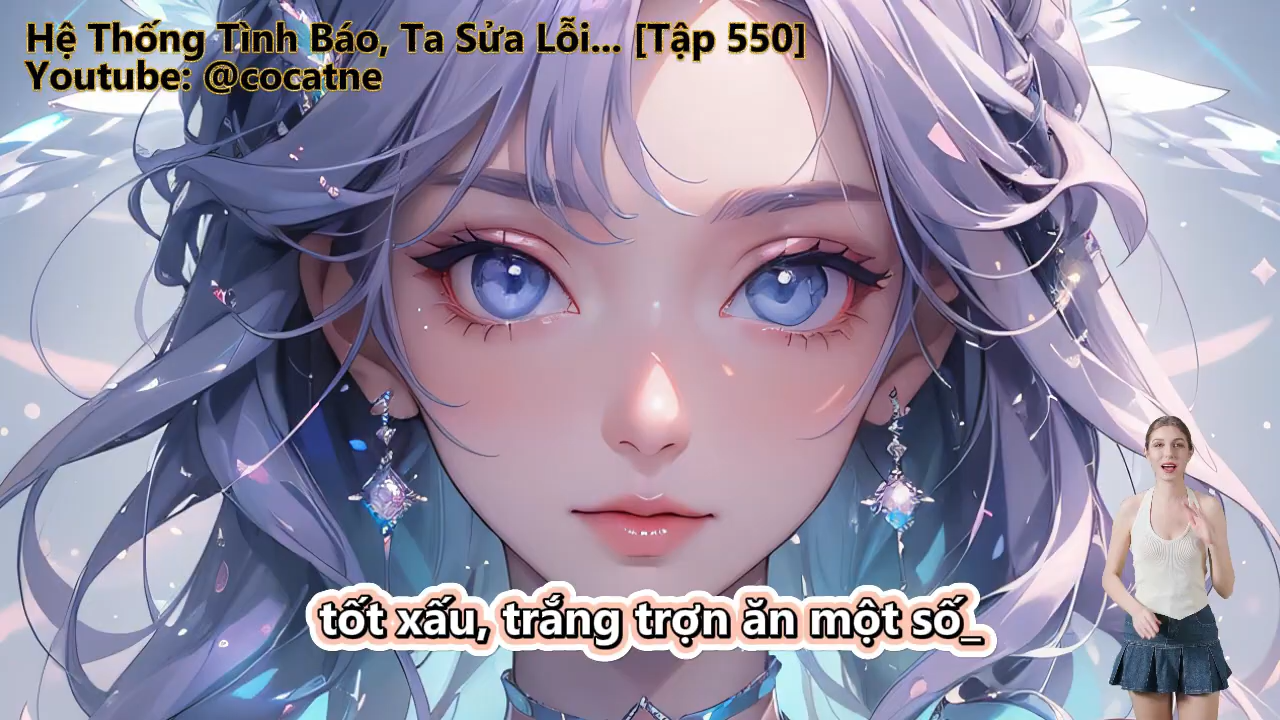 Hệ Thống Tình Báo, Ta Sửa Lỗi... [Tập 550]
Youtube: @cocatne
tốt xấu, trắng trợn ăn một số_